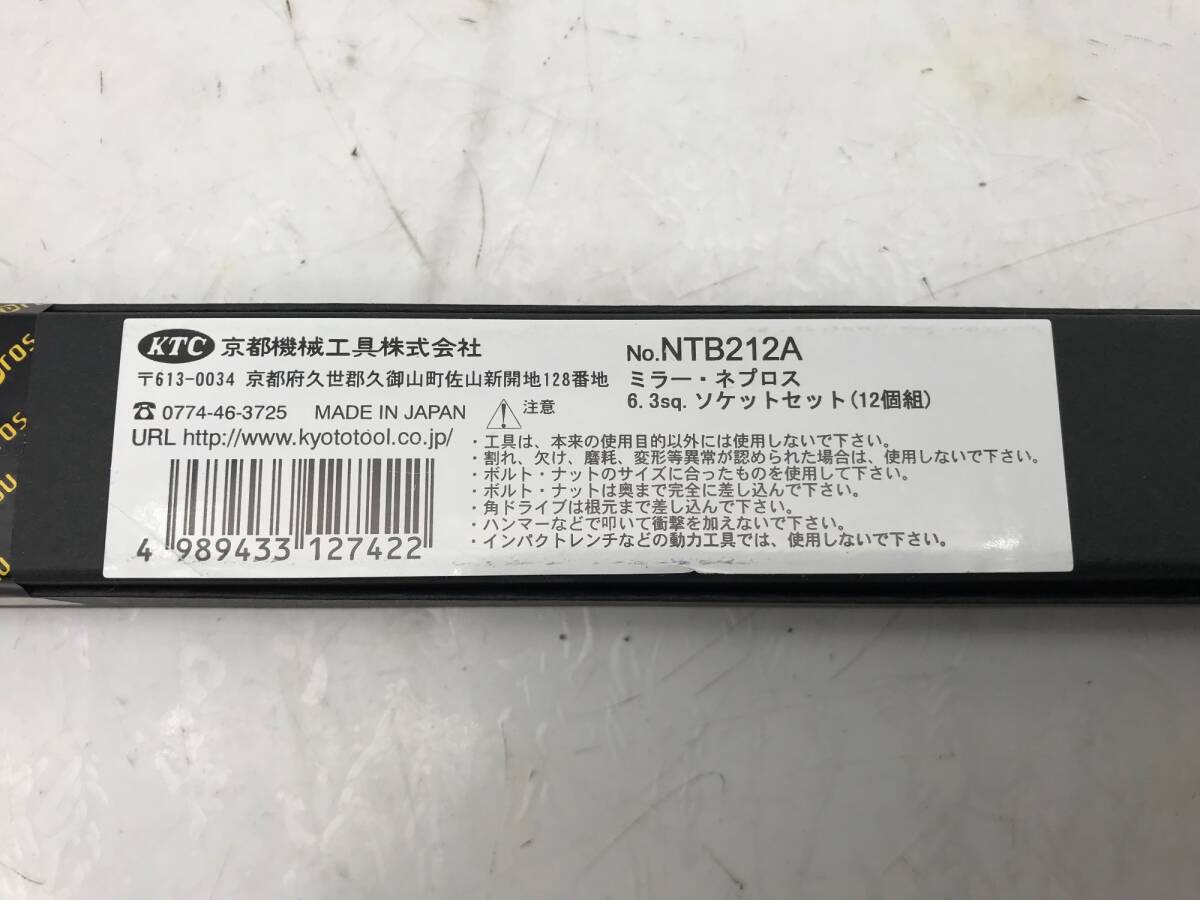 KTC 京都機械工具株式会社
〒613-0034 京都府久世郡久御山町佐山新開地128番地
☎ 0774-46-3725 MADE IN JAPAN
URL http://www.kyototool.co.jp/
4 989433 127422
No.NTB212A
ミラー・ネプロス
6.3sq. ソケットセット(12個組)
注意
・工具は、本来の使用目的以外には使用しないで下さい。
・割れ、欠け、磨耗、変形等異常が認められた場合は、使用しないで下さい。
・ボルト・ナットのサイズに合ったものを使用して下さい。
・ボルト・ナットは奥まで完全に差し込んで下さい。
・角ドライブは根元まで差し込んで下さい。
・ハンマーなどで叩いて衝撃を加えないで下さい。
・インパクトレンチなどの動力工具では、使用しないで下さい。